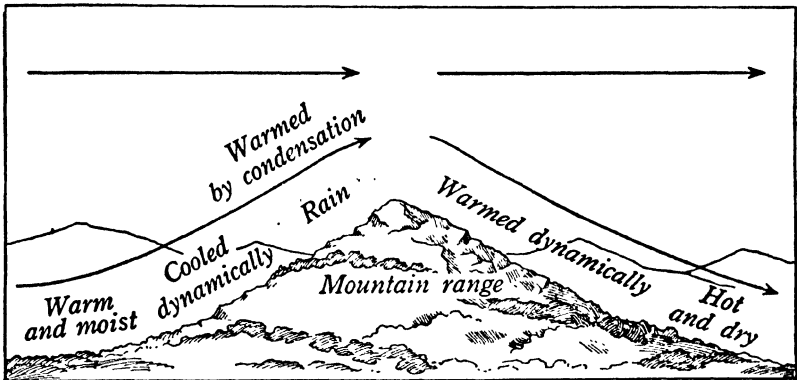 Warmed
by condensation
Rain
Cooled
dynamically
Warm
and moist
Mountain range
Warmed dynamically
Hot
and dry